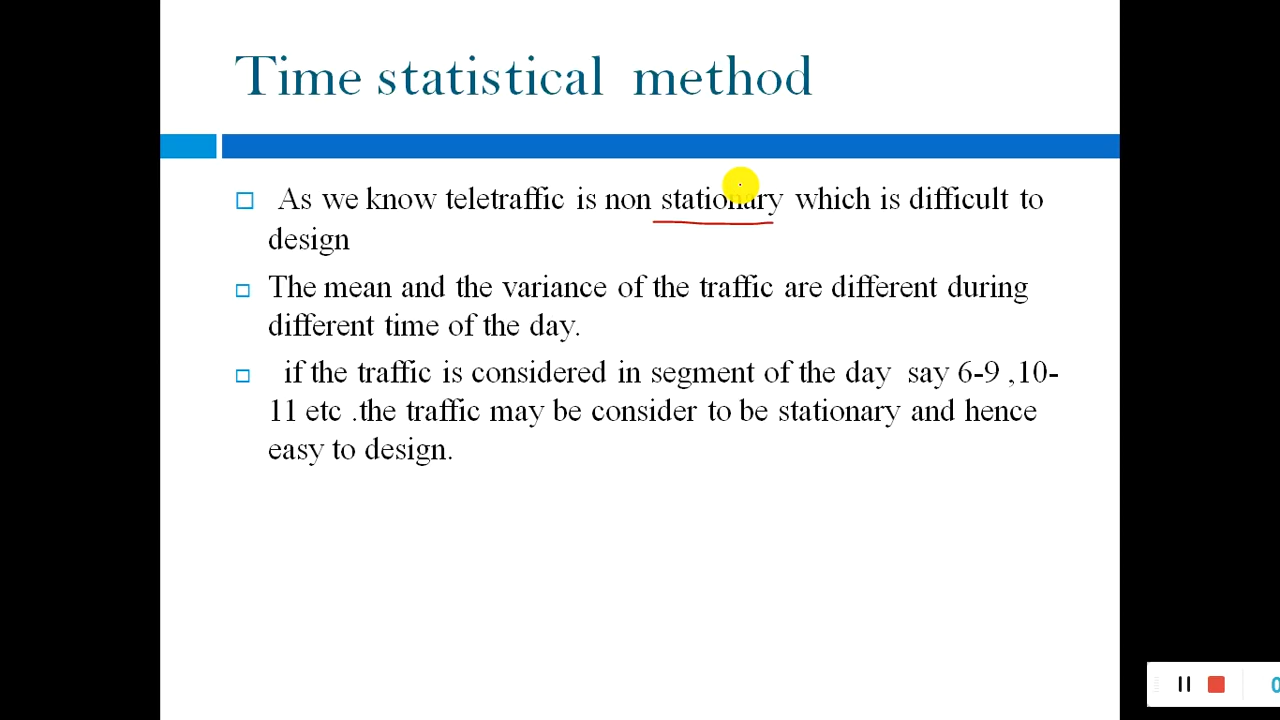 Time statistical method
As we know teletraffic is non stationary which is difficult to
design
The mean and the variance of the traffic are different during
different time of the day.
if the traffic is considered in segment of the day say 6-9 ,10-
11 etc .the traffic may be consider to be stationary and hence
easy to design.
0